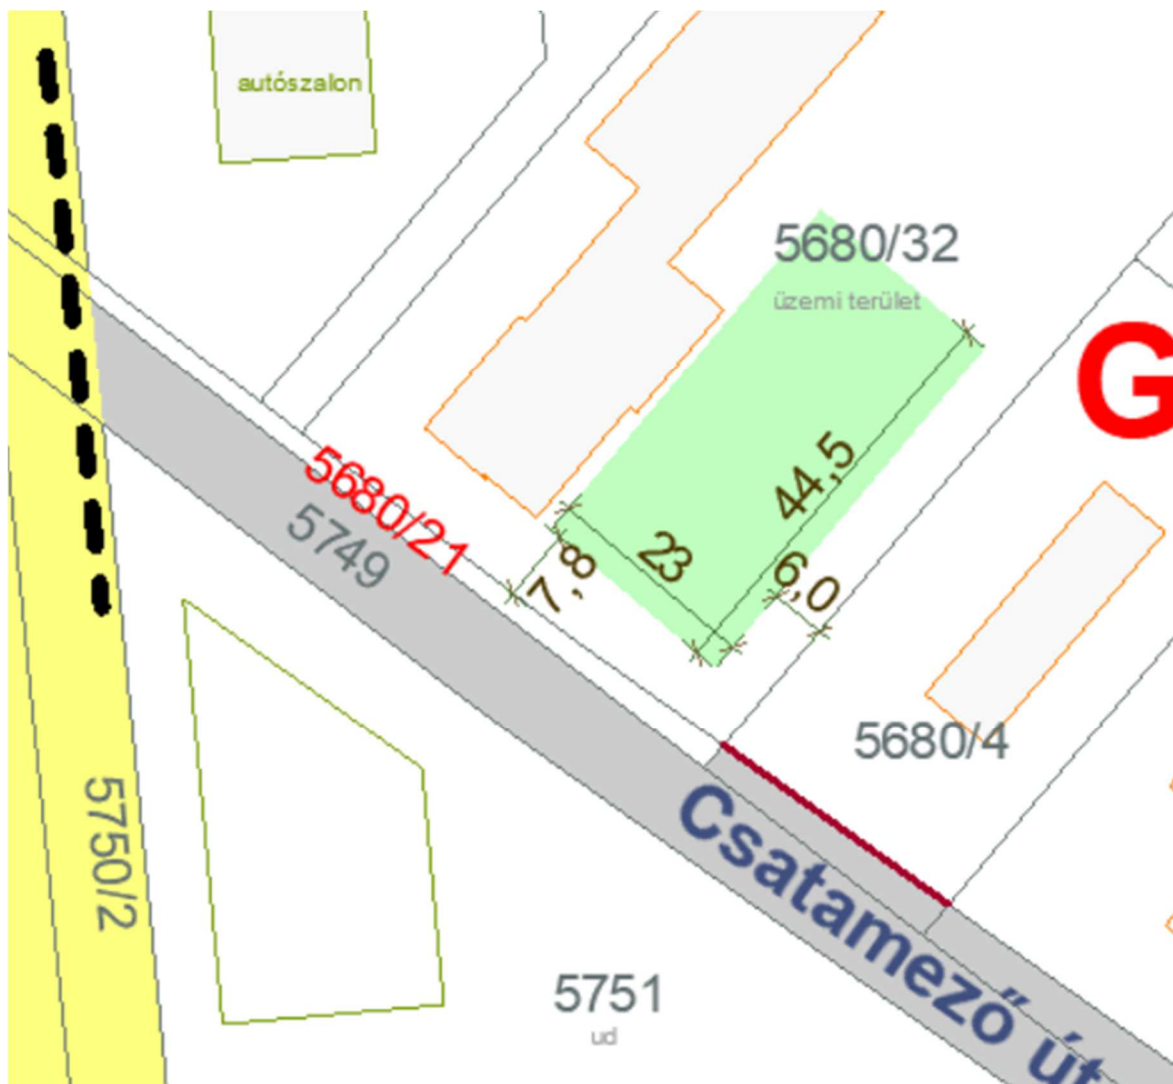 autószalon
5680/32
üzemi terület
G
44,5
5680/21
5749
23
7,8
6,0
5680/4
5750/2
Csatamező út
5751
ud